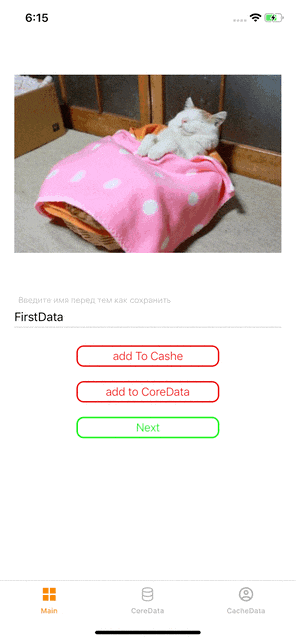 6:15
Введите имя перед тем как сохранить
FirstData
add To Cashe
add to CoreData
Next
Main
CoreData
CacheData